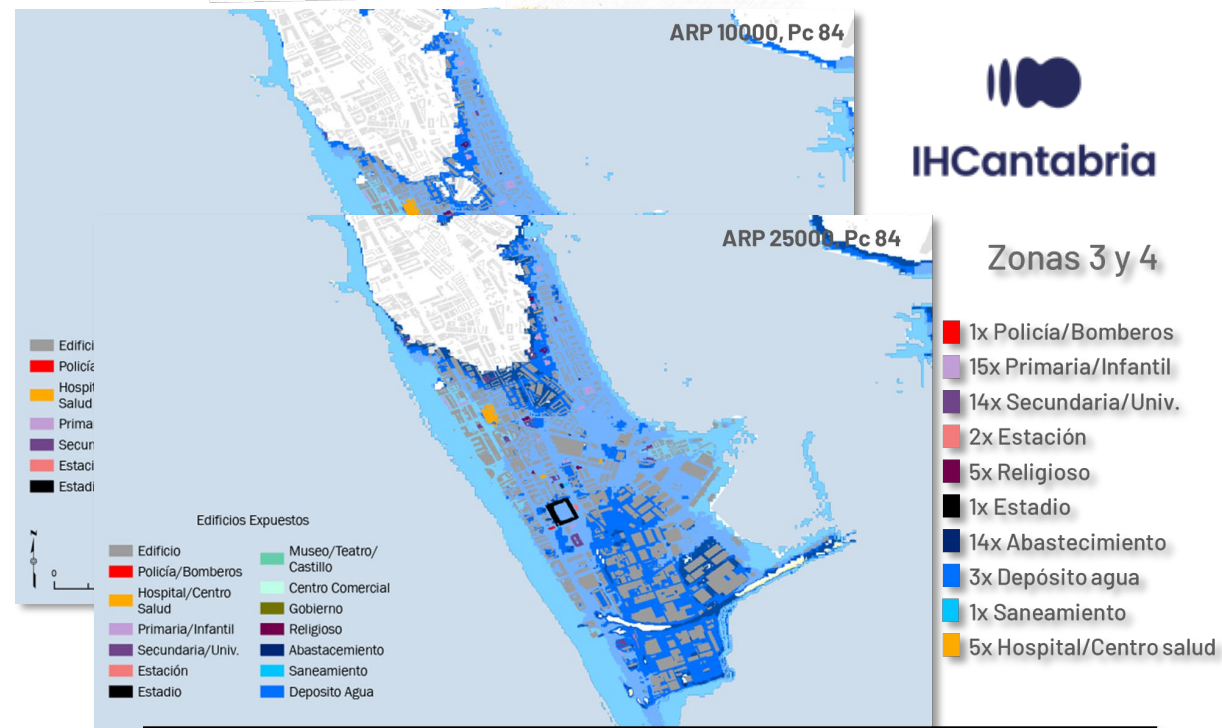 ARP 10000, Pc 84
IHCantabria
ARP 25000, Pc 84
Zonas 3 y 4
1x Policía/Bomberos
15x Primaria/Infantil
14x Secundaria/Univ.
2x Estación
5x Religioso
1x Estadio
14x Abastecimiento
3x Depósito agua
1x Saneamiento
5x Hospital/Centro salud
Edifici
Policía
Hospit
Salud
Prima
Secun
Estaci
Estadi
N
0
Edificios Expuestos
Edificio
Policía/Bomberos
Hospital/Centro
Salud
Primaria/Infantil
Secundaria/Univ.
Estación
Estadio
Museo/Teatro/
Castillo
Centro Comercial
Gobierno
Religioso
Abastacemiento
Saneamiento
Deposito Agua